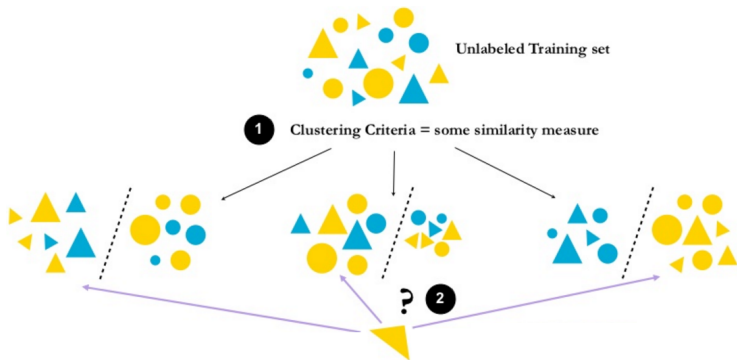 Unlabeled Training set
1 Clustering Criteria = some similarity measure
? 2